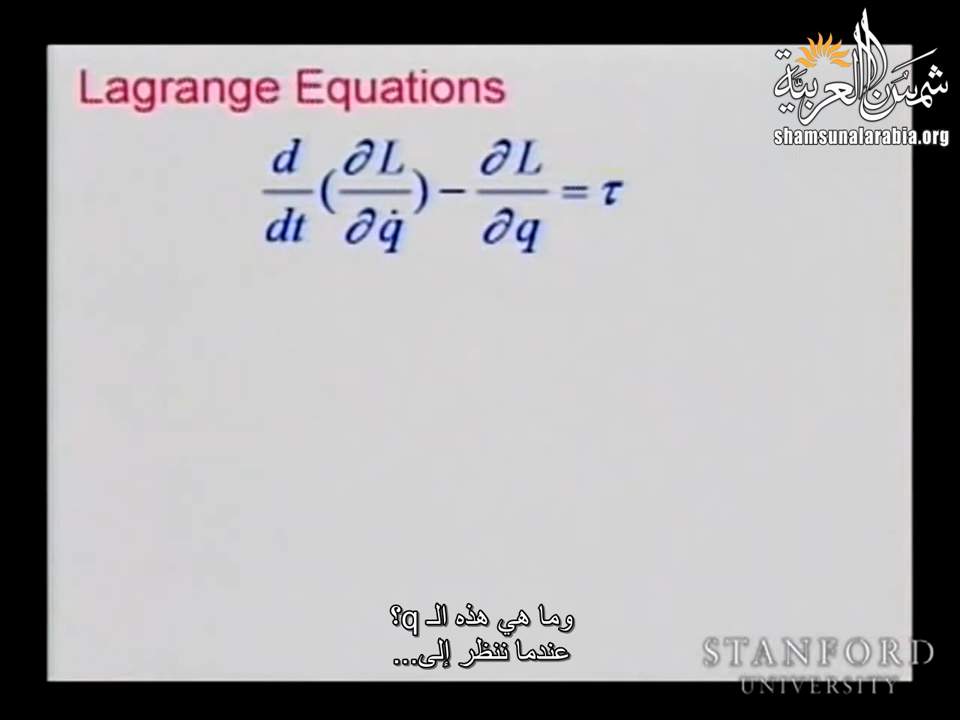 Lagrange Equations
شمس العربية
shamsunalarabia.org
d/dt (∂L/∂q̇) − ∂L/∂q = τ
وما هي هذه الـ q؟
عندما ننظر إلى...
STANFORD
UNIVERSITY